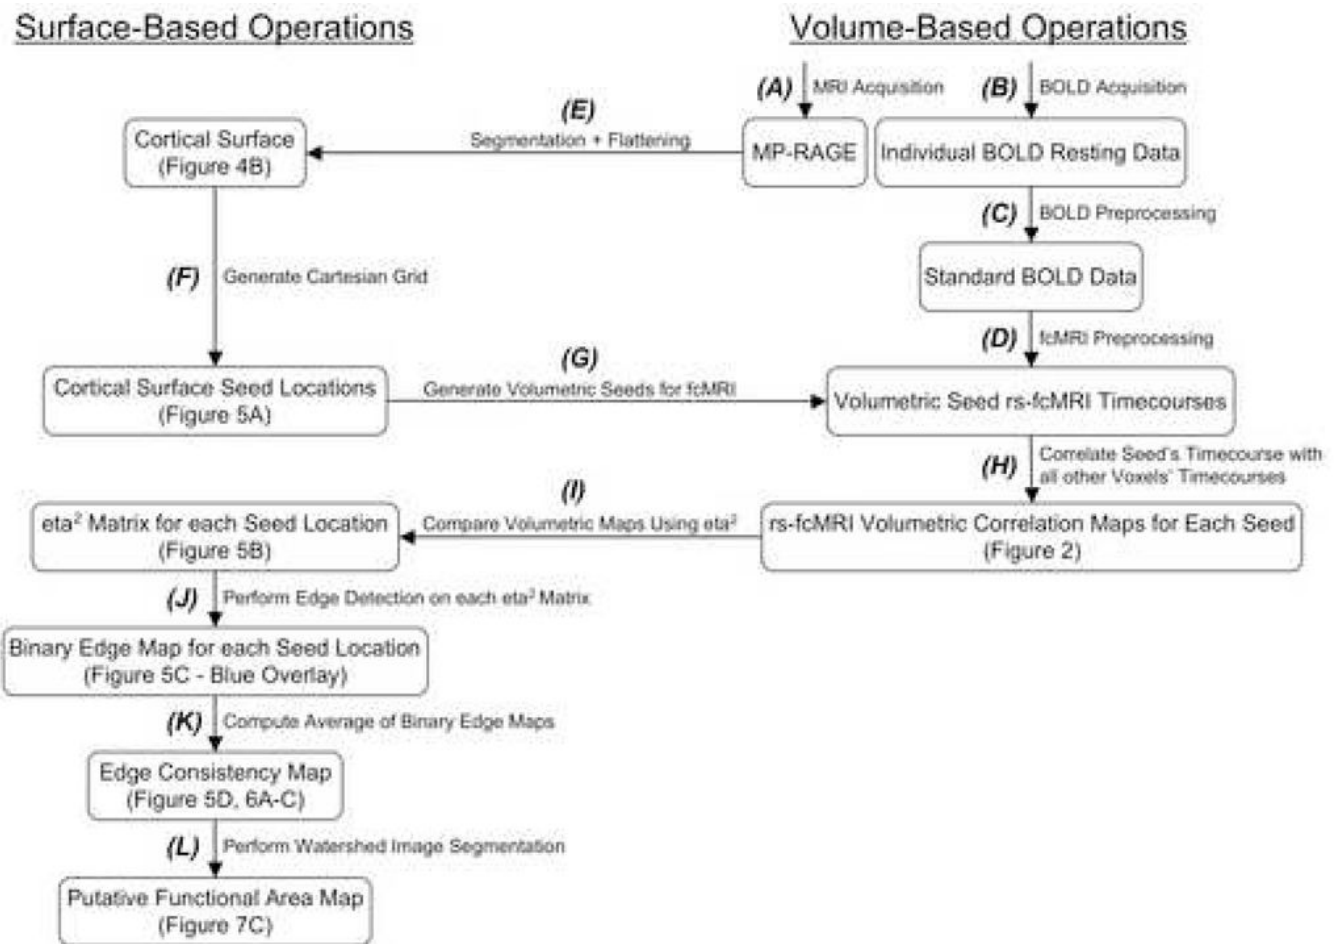 Surface-Based Operations
Volume-Based Operations
(A) MRI Acquisition
(B) BOLD Acquisition
(E)
Segmentation + Flattening
Cortical Surface
(Figure 4B)
MP-RAGE
Individual BOLD Resting Data
(C) BOLD Preprocessing
Standard BOLD Data
(F) Generate Cartesian Grid
(D) fcMRI Preprocessing
(G)
Generate Volumetric Seeds for fcMRI
Cortical Surface Seed Locations
(Figure 5A)
Volumetric Seed rs-fcMRI Timecourses
(H) Correlate Seed's Timecourse with
all other Voxels' Timecourses
(I)
Compare Volumetric Maps Using eta²
eta² Matrix for each Seed Location
(Figure 5B)
rs-fcMRI Volumetric Correlation Maps for Each Seed
(Figure 2)
(J) Perform Edge Detection on each eta² Matrix
Binary Edge Map for each Seed Location
(Figure 5C - Blue Overlay)
(K) Compute Average of Binary Edge Maps
Edge Consistency Map
(Figure 5D, 6A-C)
(L) Perform Watershed Image Segmentation
Putative Functional Area Map
(Figure 7C)